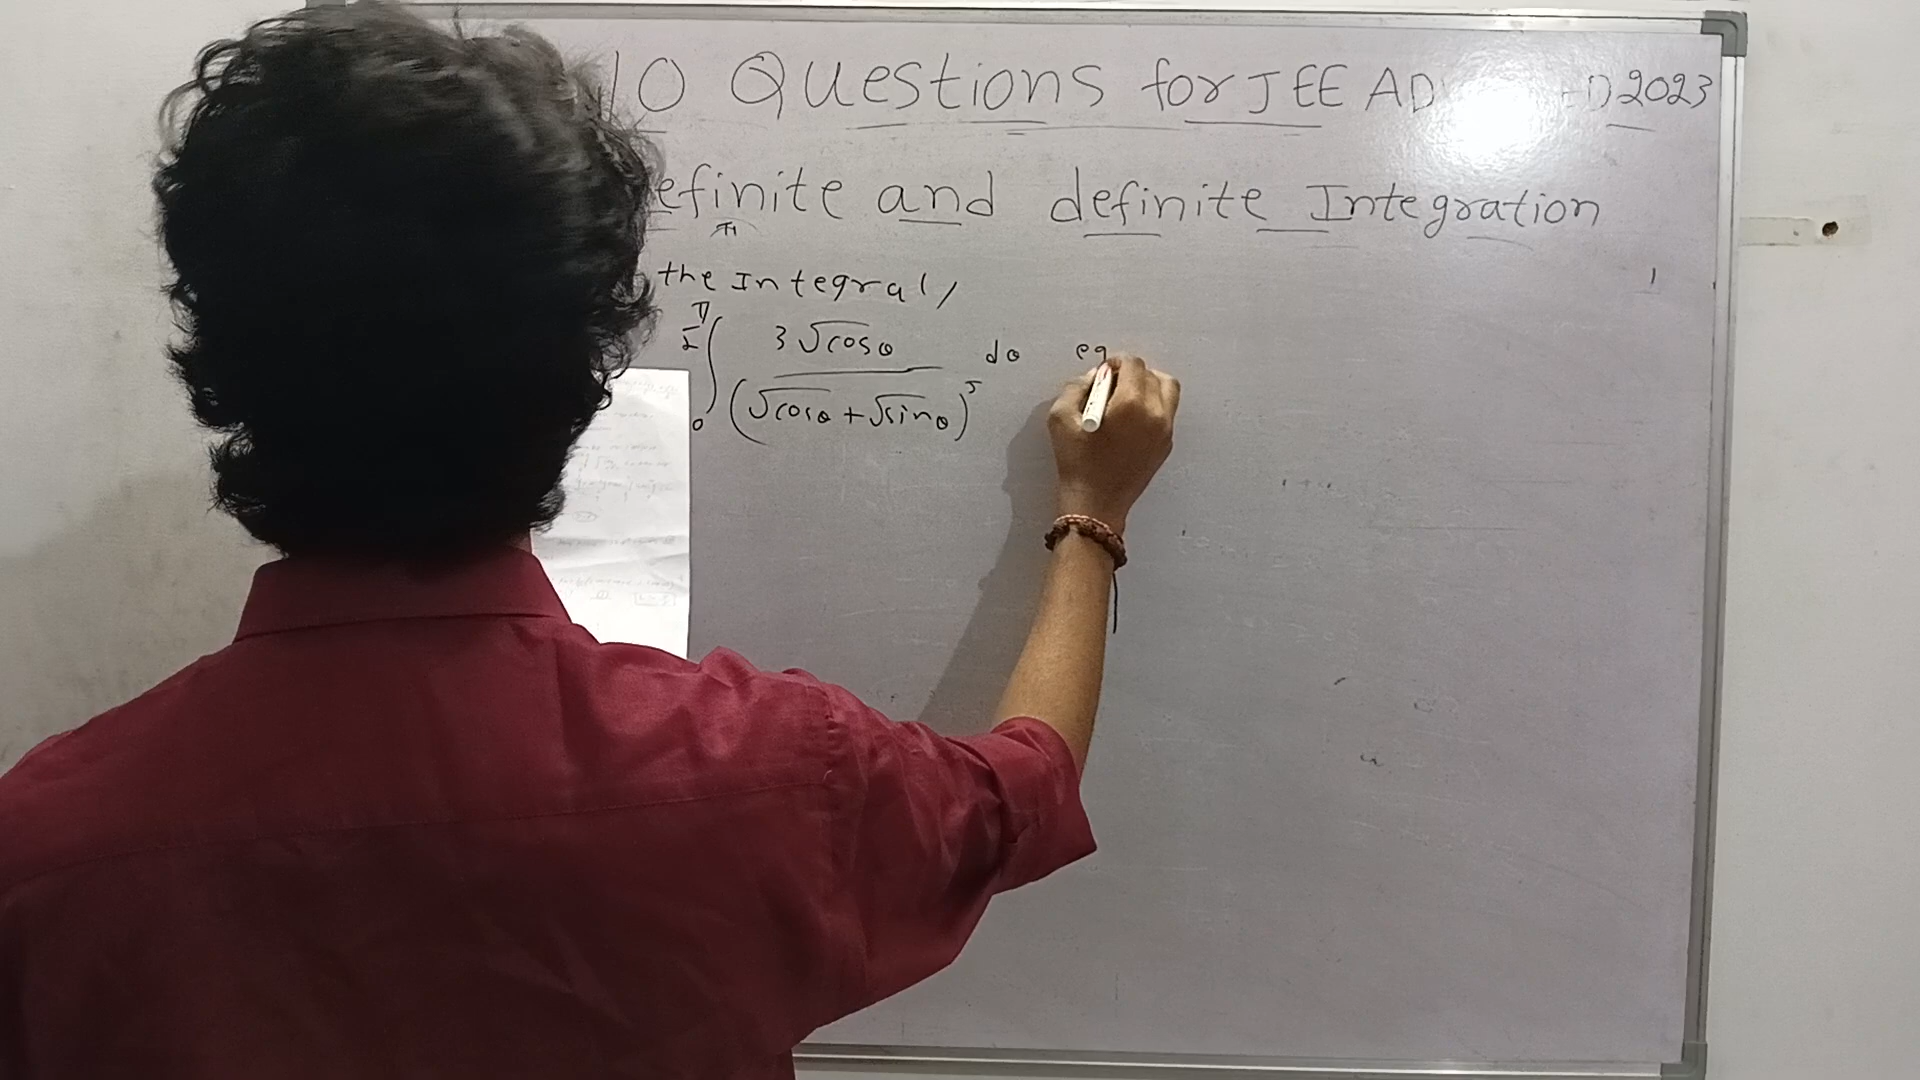 10 Questions for JEE AD 2023
efinite and definite Integration
the Integral,
π/2 ∫ 0 3√cosθ / (√cosθ + √sinθ)^5 dθ eq